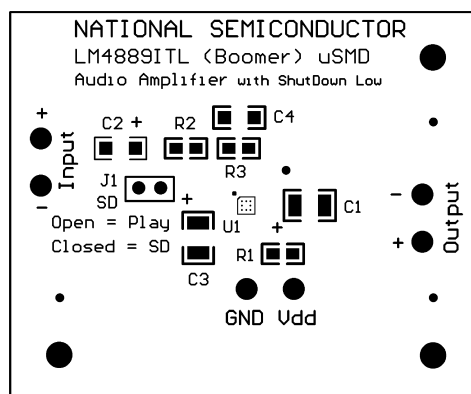 NATIONAL SEMICONDUCTOR
LM4889ITL (Boomer) uSMD
Audio Amplifier with ShutDown Low
+
Input
-
C2 +
R2
C4
R3
J1
SD
Open = Play
Closed = SD
+
U1
C1
+
C3
R1
GND Vdd
-
+
Output